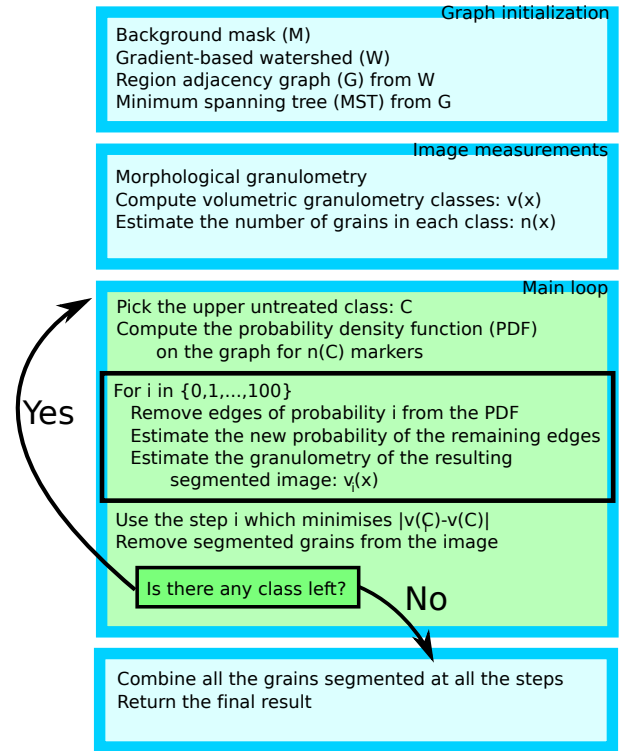 Graph initialization
Background mask (M)
Gradient-based watershed (W)
Region adjacency graph (G) from W
Minimum spanning tree (MST) from G
Image measurements
Morphological granulometry
Compute volumetric granulometry classes: v(x)
Estimate the number of grains in each class: n(x)
Main loop
Pick the upper untreated class: C
Compute the probability density function (PDF)
on the graph for n(C) markers
For i in {0,1,...,100}
Remove edges of probability i from the PDF
Estimate the new probability of the remaining edges
Estimate the granulometry of the resulting
segmented image: vᵢ(x)
Use the step i which minimises |v(Cᵢ)-v(C)|
Remove segmented grains from the image
Is there any class left?
Yes
No
Combine all the grains segmented at all the steps
Return the final result